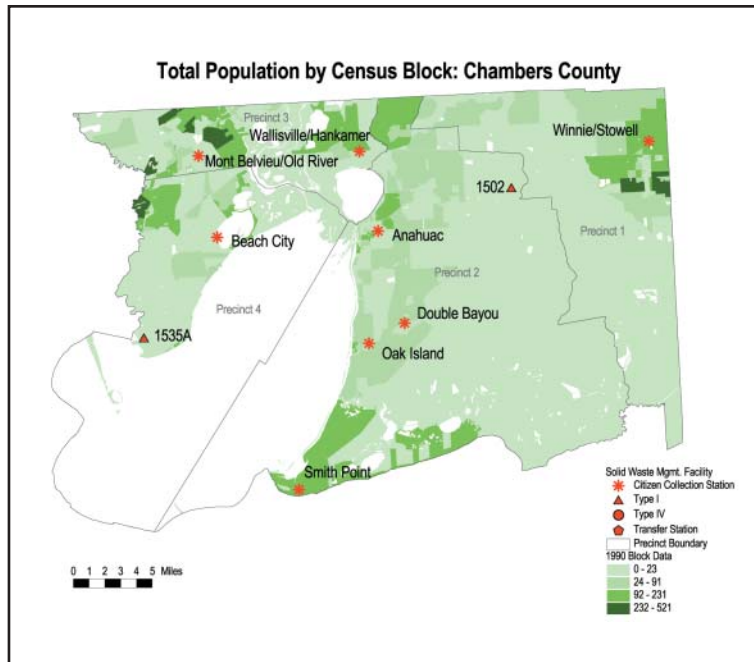 Total Population by Census Block: Chambers County
Precinct 3
Wallisville/Hankamer
Winnie/Stowell
Mont Belvieu/Old River
1502
Beach City
Anahuac
Precinct 1
Precinct 2
Precinct 4
Double Bayou
1535A
Oak Island
Smith Point
Solid Waste Mgmt. Facility
Citizen Collection Station
Type I
Type IV
Transfer Station
Precinct Boundary
1990 Block Data
0 - 23
24 - 91
92 - 231
232 - 521
0 1 2 3 4 5 Miles